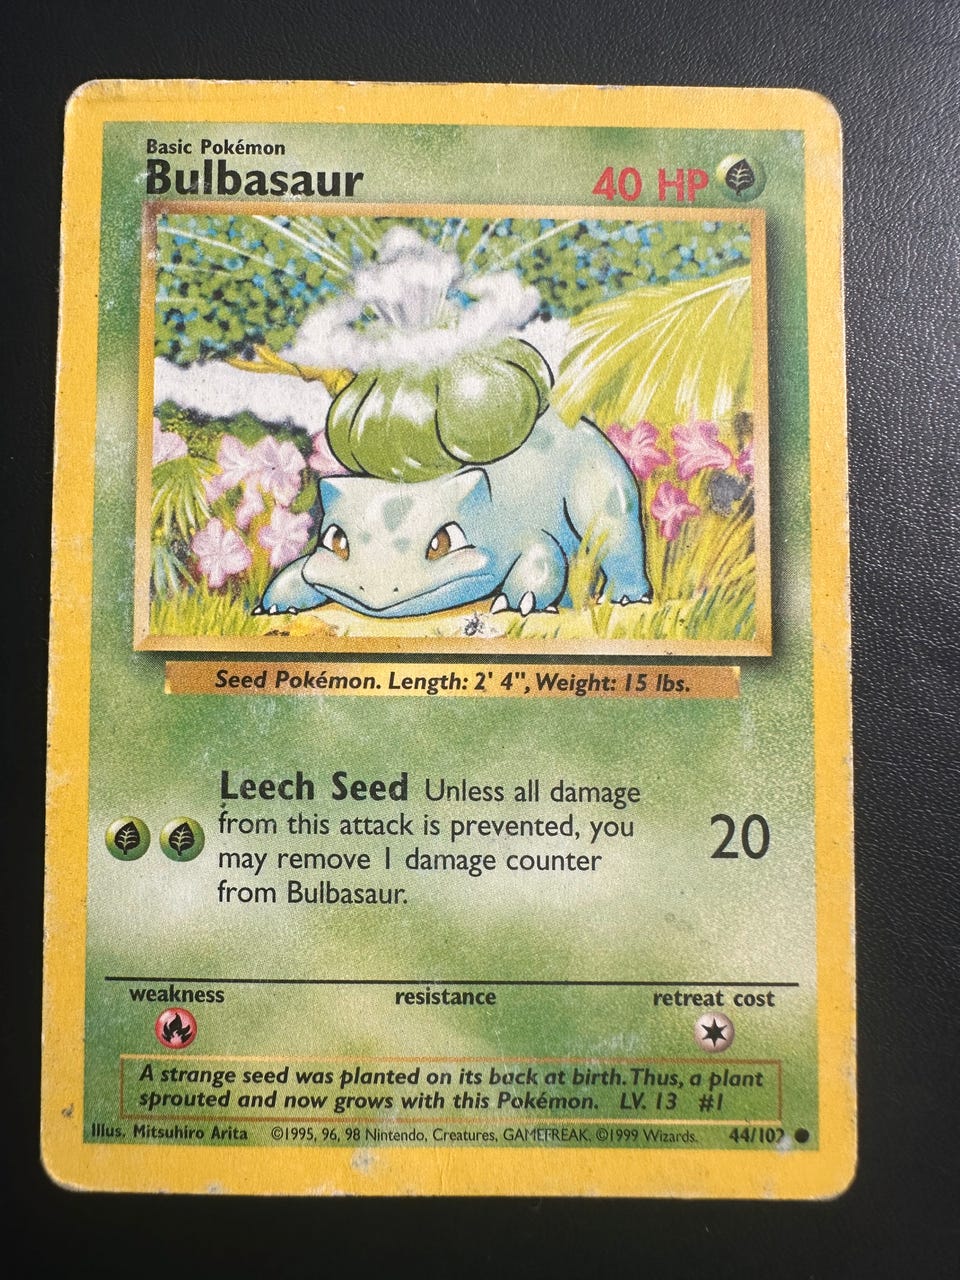 Basic Pokémon
Bulbasaur
40 HP
Seed Pokémon. Length: 2' 4", Weight: 15 lbs.
Leech Seed Unless all damage
from this attack is prevented, you
may remove 1 damage counter
from Bulbasaur.
20
weakness resistance retreat cost
A strange seed was planted on its back at birth. Thus, a plant
sprouted and now grows with this Pokémon. LV. 13 #1
Illus. Mitsuhiro Arita ©1995, 96, 98 Nintendo, Creatures, GAMEFREAK. ©1999 Wizards. 44/102